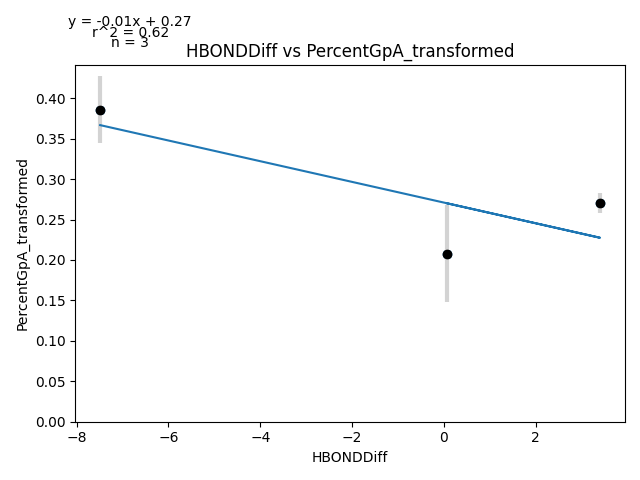 y = -0.01x + 0.27
r^2 = 0.62
n = 3
HBONDDiff vs PercentGpA_transformed
PercentGpA_transformed
0.40
0.35
0.30
0.25
0.20
0.15
0.10
0.05
0.00
−8 −6 −4 −2 0 2
HBONDDiff